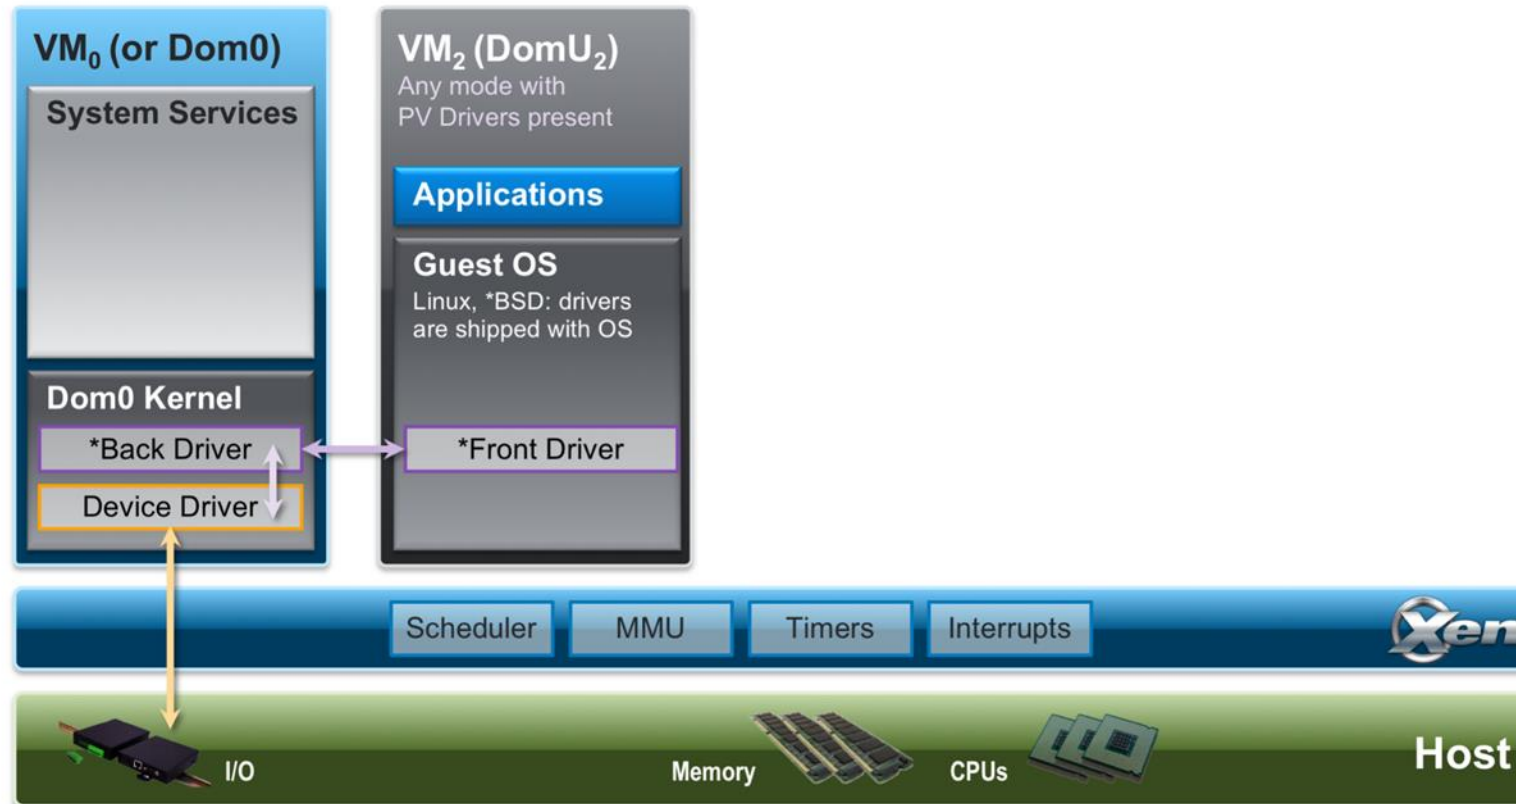 VM0 (or Dom0)
System Services
Dom0 Kernel
*Back Driver
Device Driver
VM2 (DomU2)
Any mode with
PV Drivers present
Applications
Guest OS
Linux, *BSD: drivers
are shipped with OS
*Front Driver
Scheduler
MMU
Timers
Interrupts
Xen
I/O
Memory
CPUs
Host